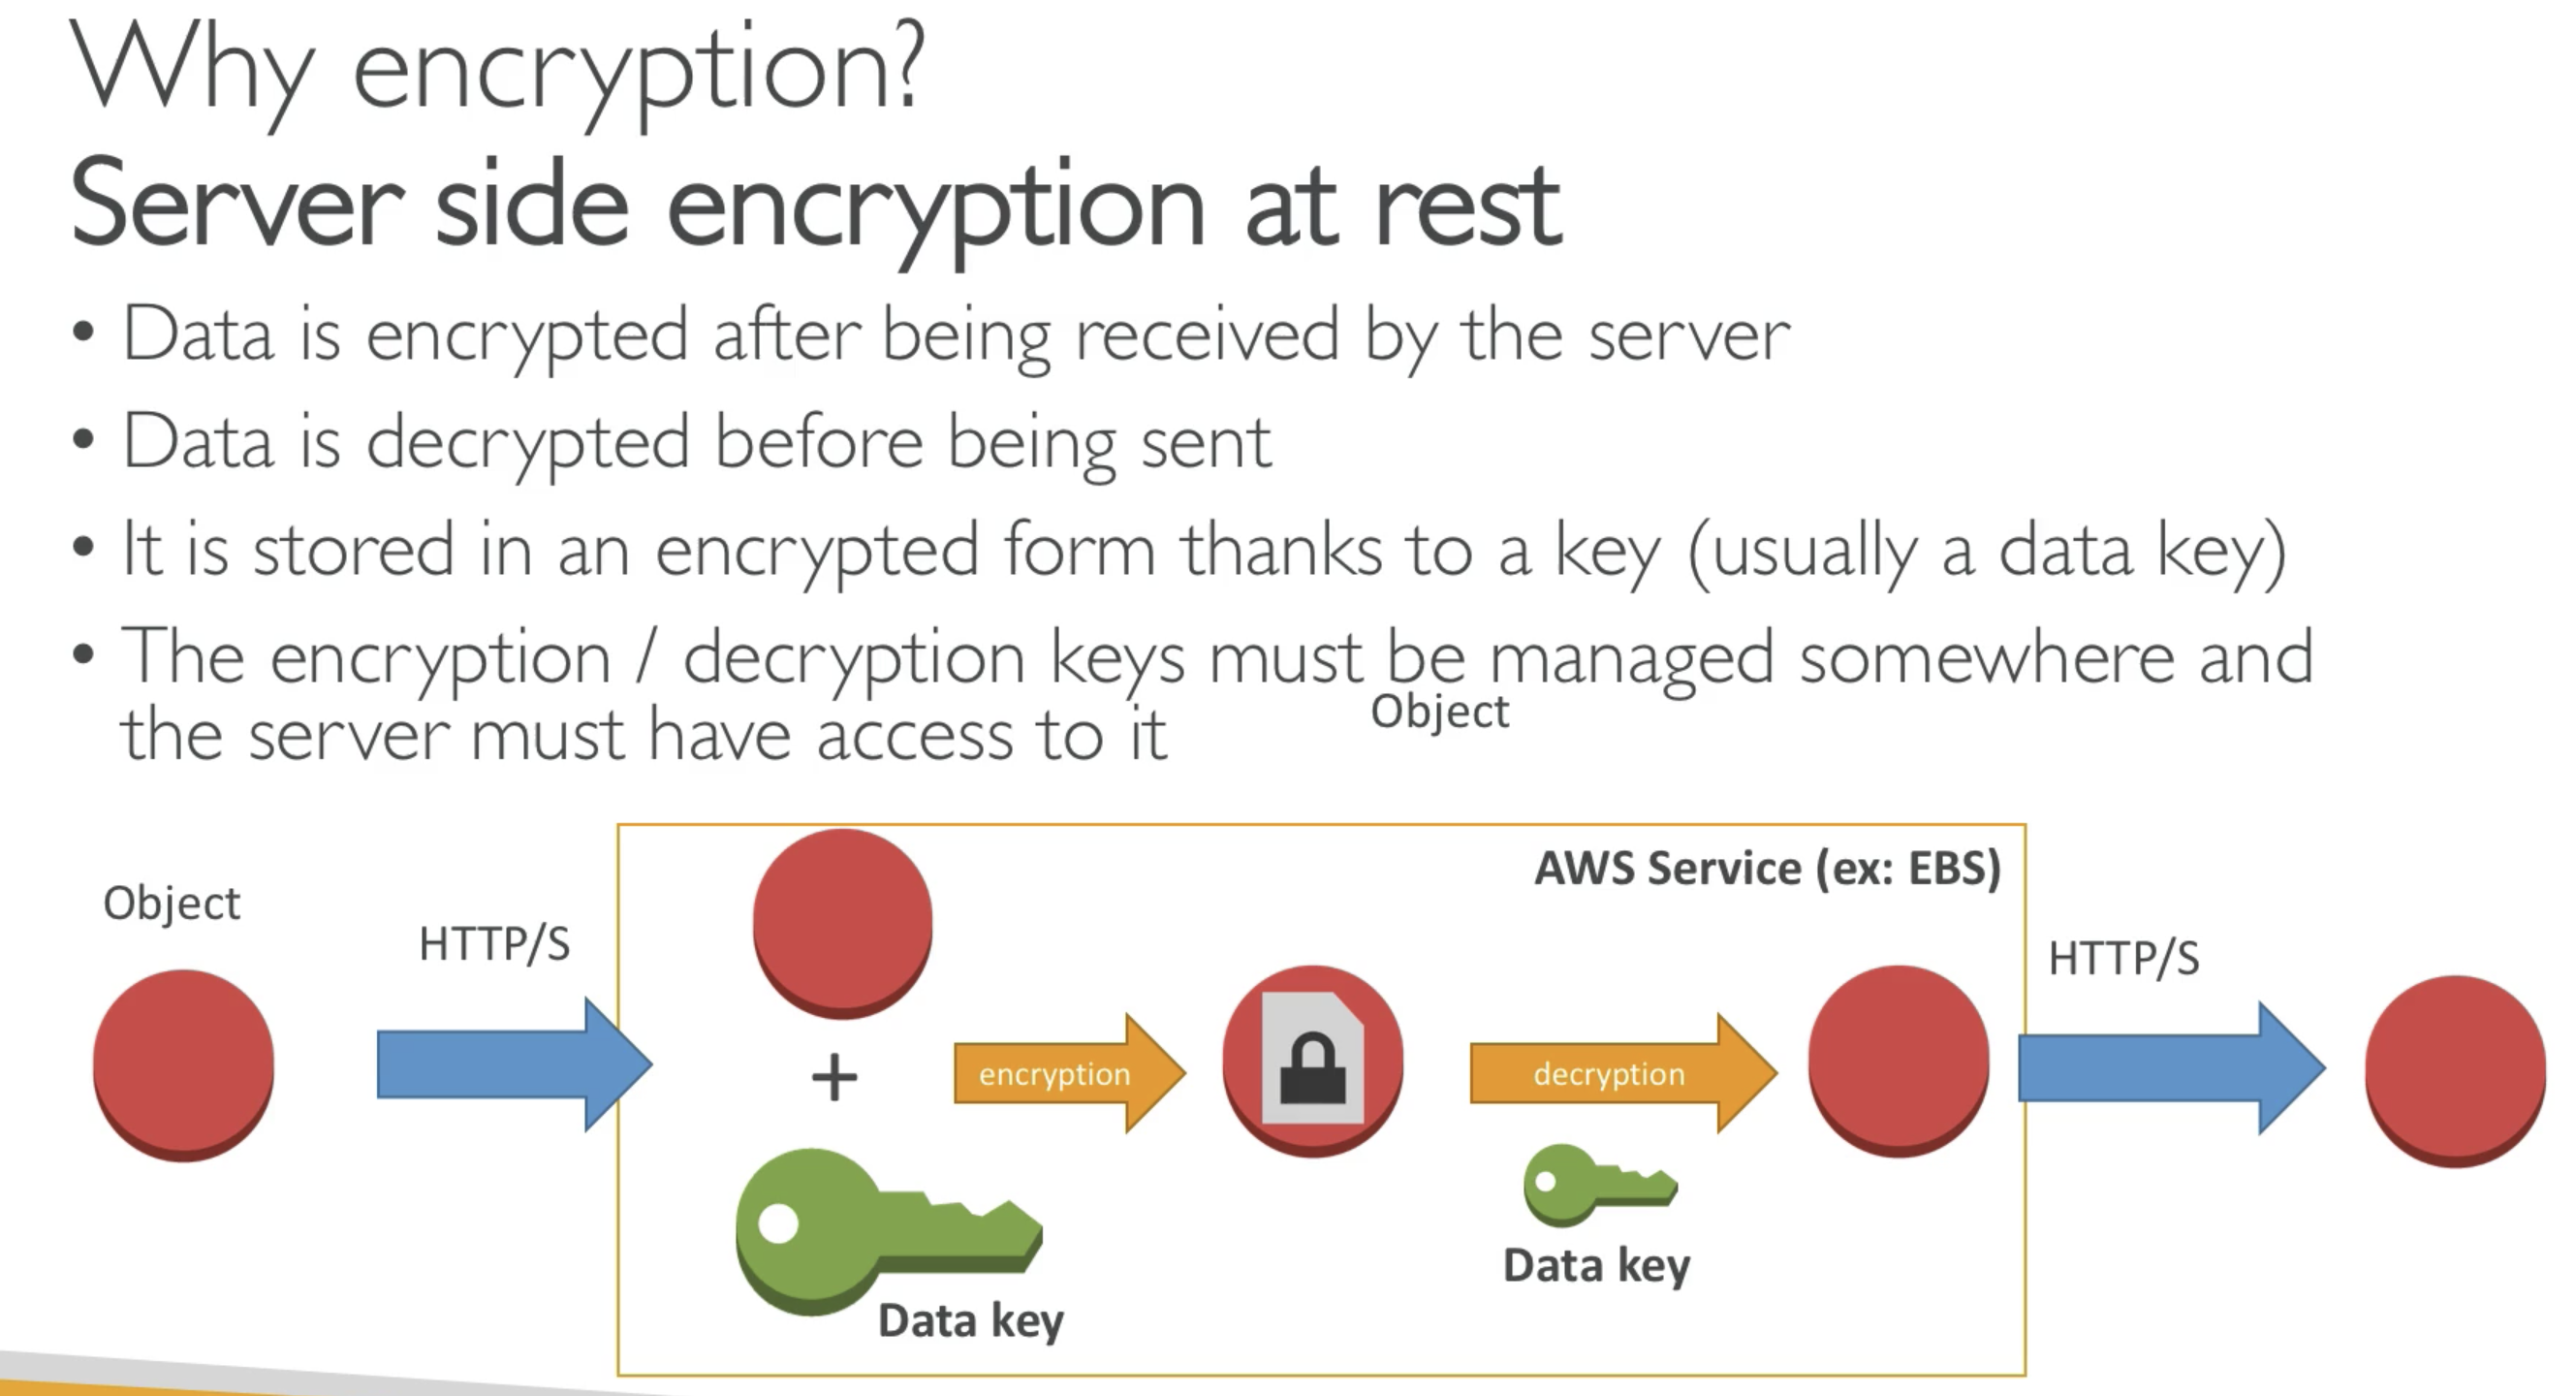 Why encryption?
Server side encryption at rest
• Data is encrypted after being received by the server
• Data is decrypted before being sent
• It is stored in an encrypted form thanks to a key (usually a data key)
• The encryption / decryption keys must be managed somewhere and
the server must have access to it
Object
AWS Service (ex: EBS)
Object
HTTP/S
HTTP/S
+
encryption
decryption
Data key
Data key